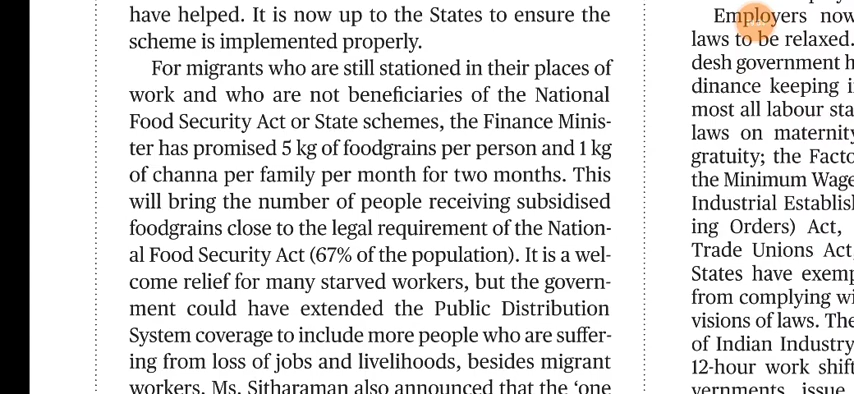 have helped. It is now up to the States to ensure the
scheme is implemented properly.
For migrants who are still stationed in their places of
work and who are not beneficiaries of the National
Food Security Act or State schemes, the Finance Minis-
ter has promised 5 kg of foodgrains per person and 1 kg
of channa per family per month for two months. This
will bring the number of people receiving subsidised
foodgrains close to the legal requirement of the Nation-
al Food Security Act (67% of the population). It is a wel-
come relief for many starved workers, but the govern-
ment could have extended the Public Distribution
System coverage to include more people who are suffer-
ing from loss of jobs and livelihoods, besides migrant
workers. Ms. Sitharaman also announced that the ‘one
Employers now
laws to be relaxed.
desh government h
dinance keeping i
most all labour sta
laws on maternity
gratuity; the Facto
the Minimum Wage
Industrial Establis
ing Orders) Act,
Trade Unions Act,
States have exemp
from complying wi
visions of laws. The
of Indian Industry
12-hour work shift
vernments issue